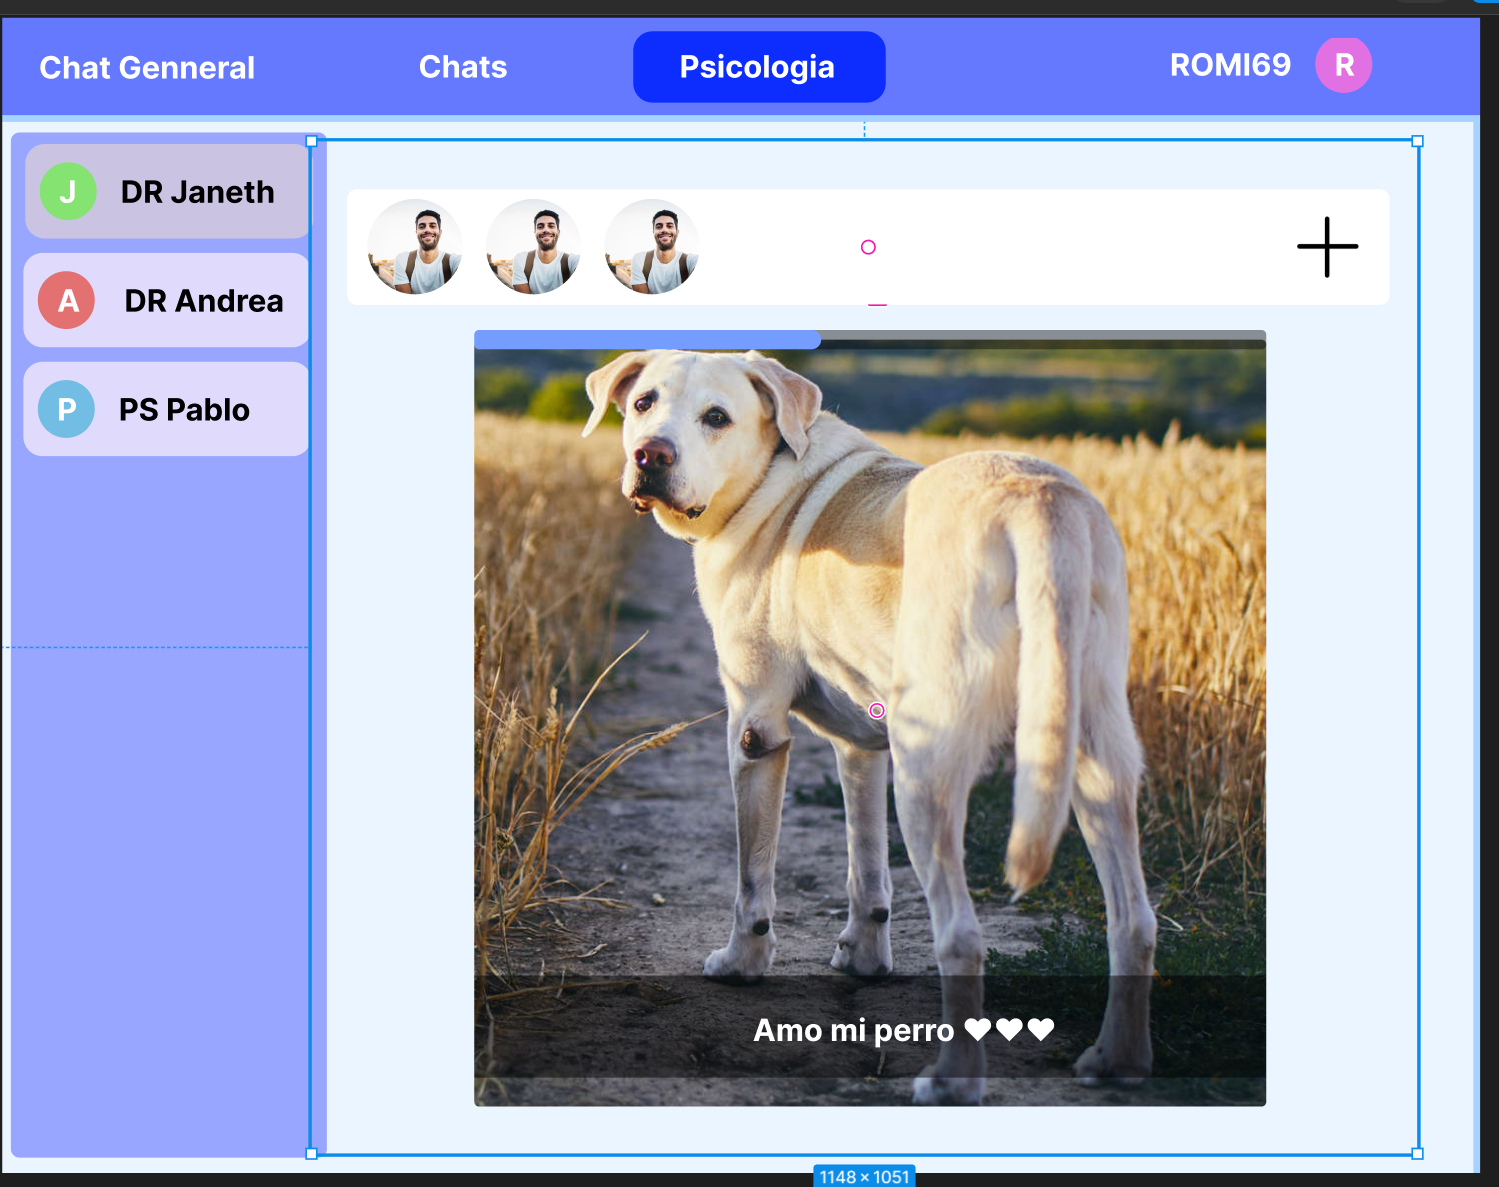 Chat Genneral
Chats
Psicologia
ROMI69
R
J
DR Janeth
A
DR Andrea
P
PS Pablo
Amo mi perro ♥♥♥
1148 × 1051